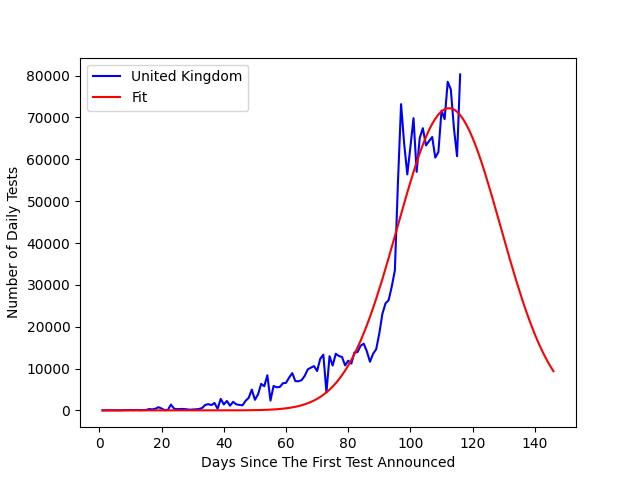 United Kingdom
Fit
80000
70000
60000
50000
40000
30000
20000
10000
0
Number of Daily Tests
0 20 40 60 80 100 120 140
Days Since The First Test Announced